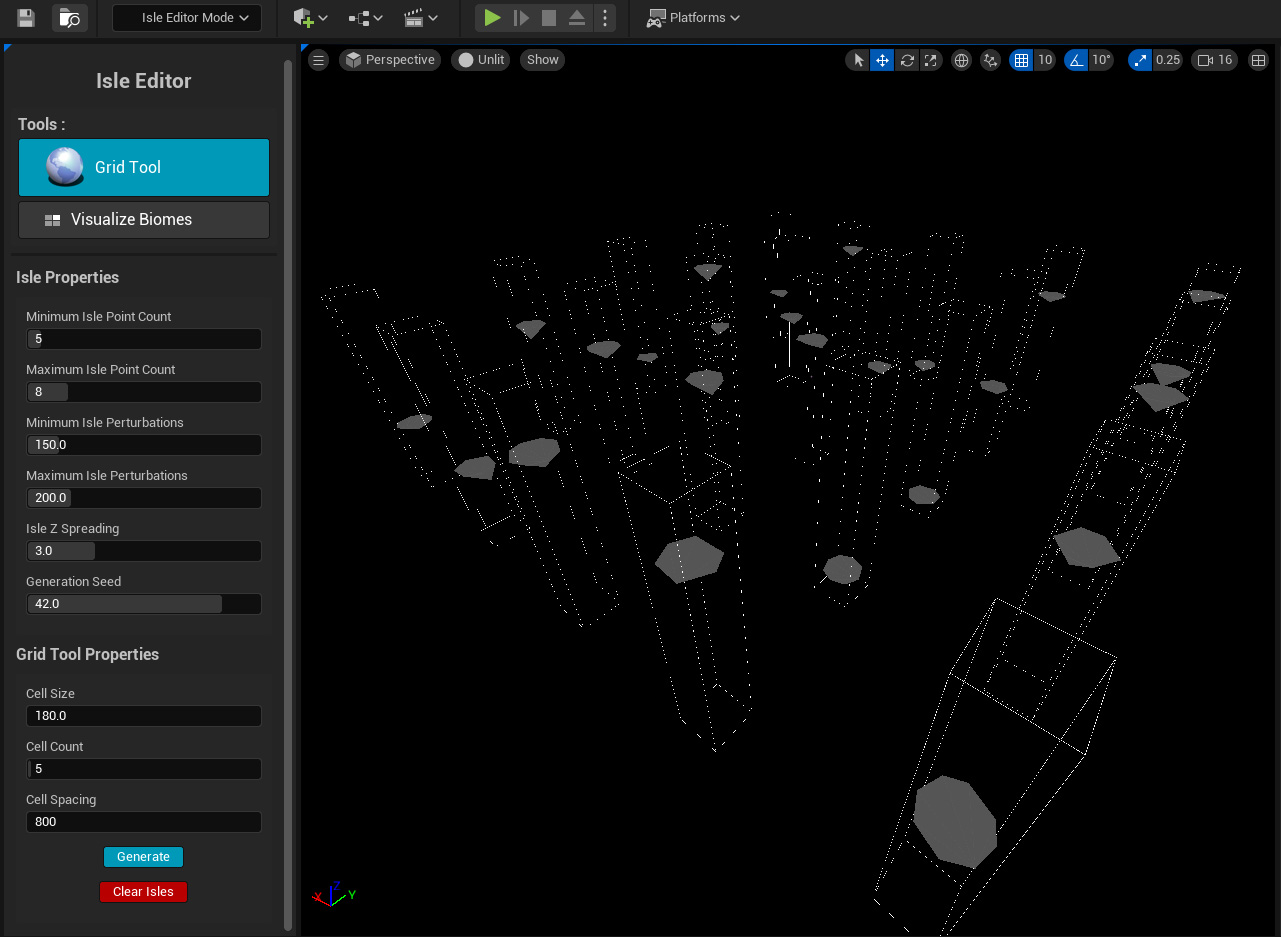 Isle Editor Mode
Platforms
Isle Editor
Tools :
Grid Tool
Visualize Biomes
Isle Properties
Minimum Isle Point Count
5
Maximum Isle Point Count
8
Minimum Isle Perturbations
150.0
Maximum Isle Perturbations
200.0
Isle Z Spreading
3.0
Generation Seed
42.0
Grid Tool Properties
Cell Size
180.0
Cell Count
5
Cell Spacing
800
Generate
Clear Isles
Perspective
Unlit
Show
10
10°
0.25
16
X
Z
Y